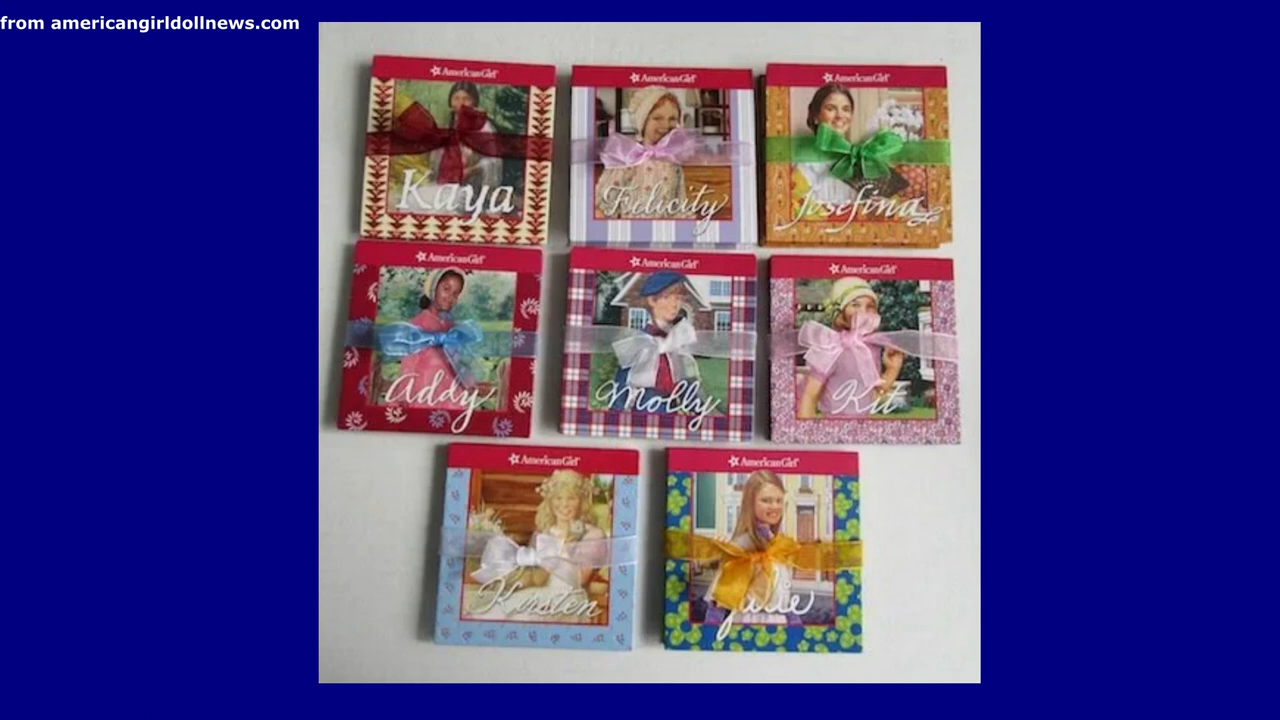 from americangirldollnews.com
American Girl®
Kaya
American Girl®
Felicity
American Girl®
Josefina
American Girl®
Addy
American Girl®
Molly
American Girl®
Kit
American Girl®
Kirsten
American Girl®
Julie